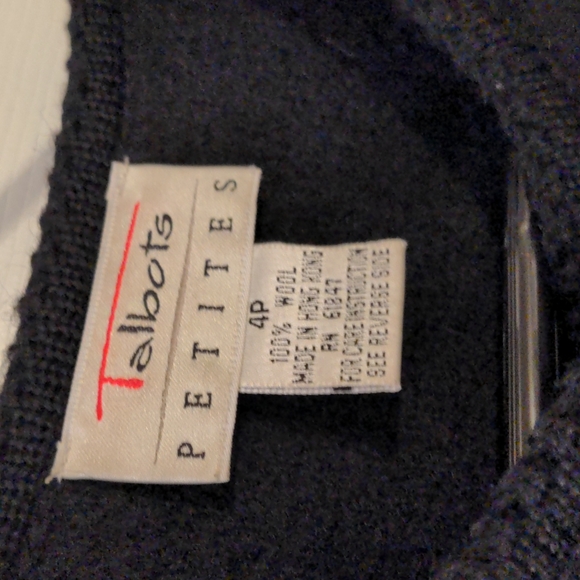 Talbots
PETITES
4P
100% WOOL
MADE IN HONG KONG
RN 61847
FOR CARE INSTRUCTION
SEE REVERSE SIDE